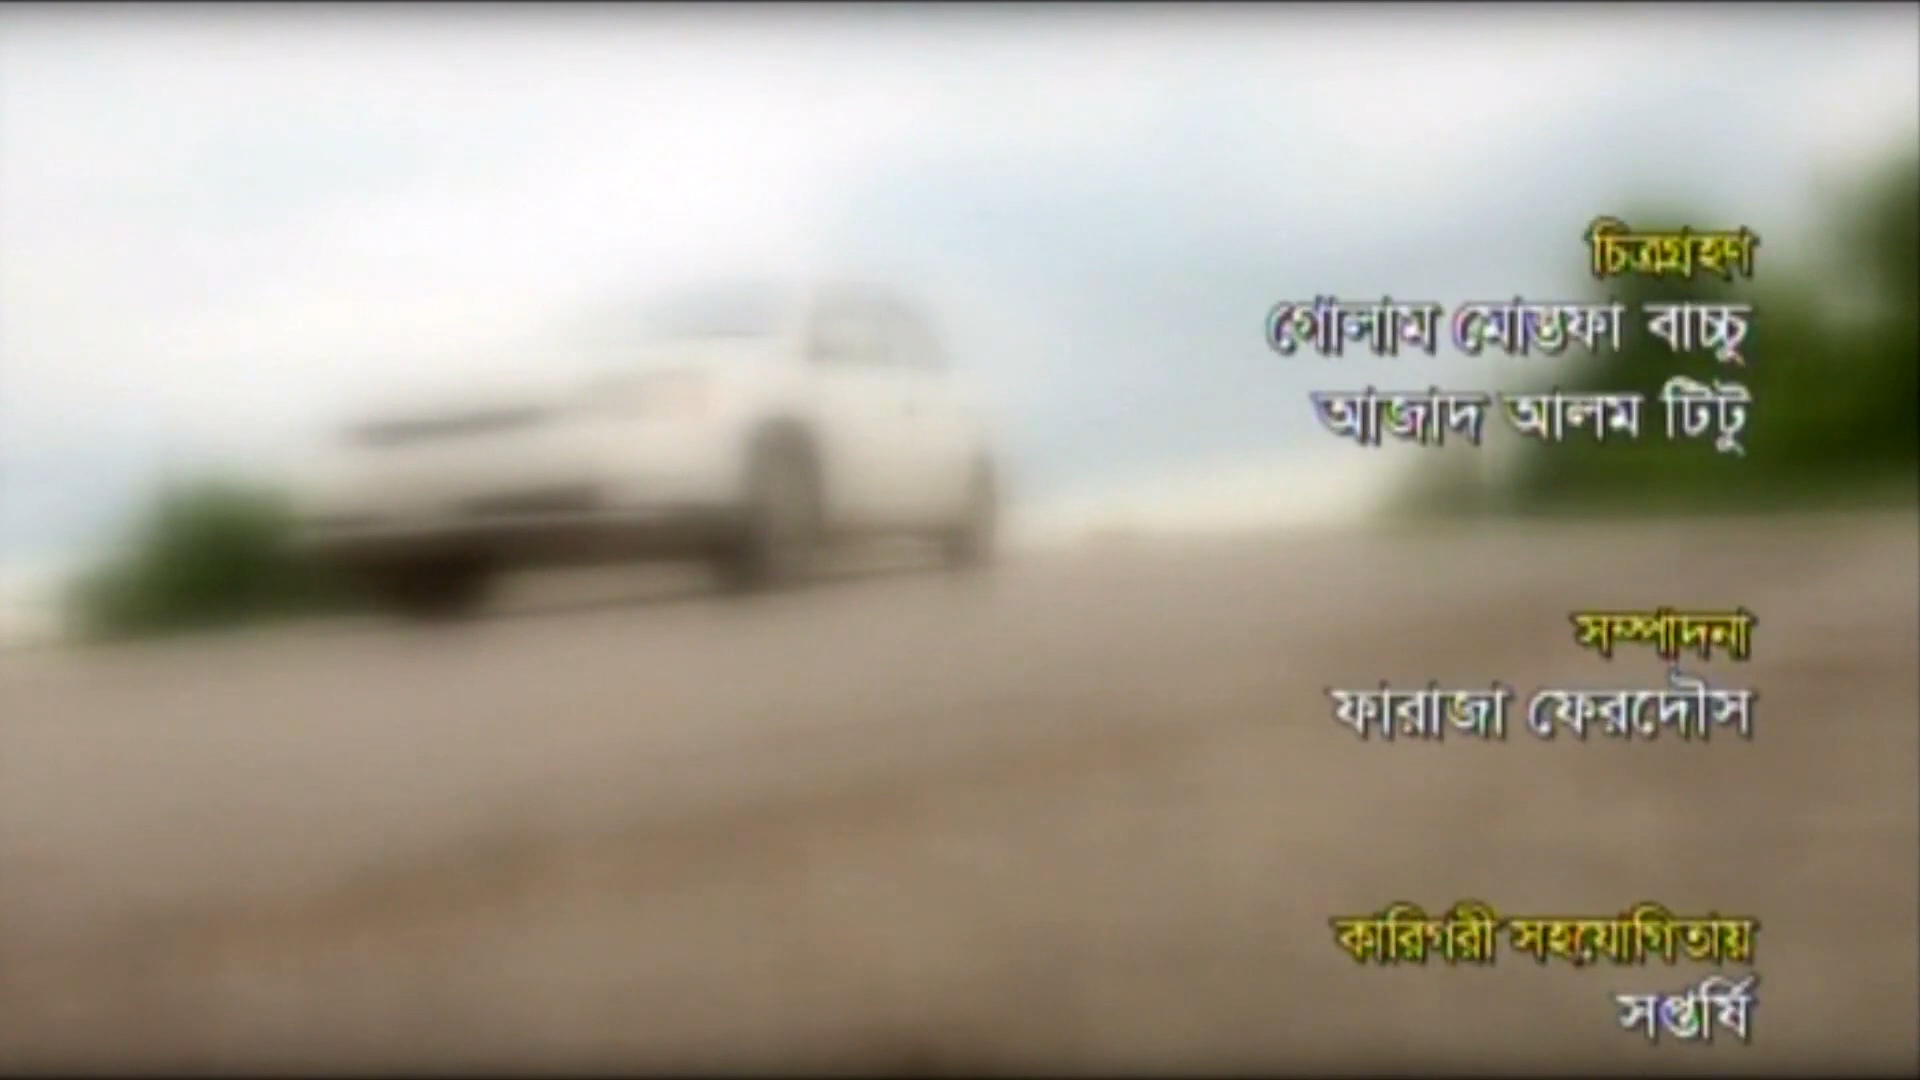 চিত্রগ্রহণ
গোলাম মোস্তফা বাচ্চু
আজাদ আলম টিটু
সম্পাদনা
ফারাজা ফেরদৌস
কারিগরী সহযোগিতায়
সপ্তর্ষি